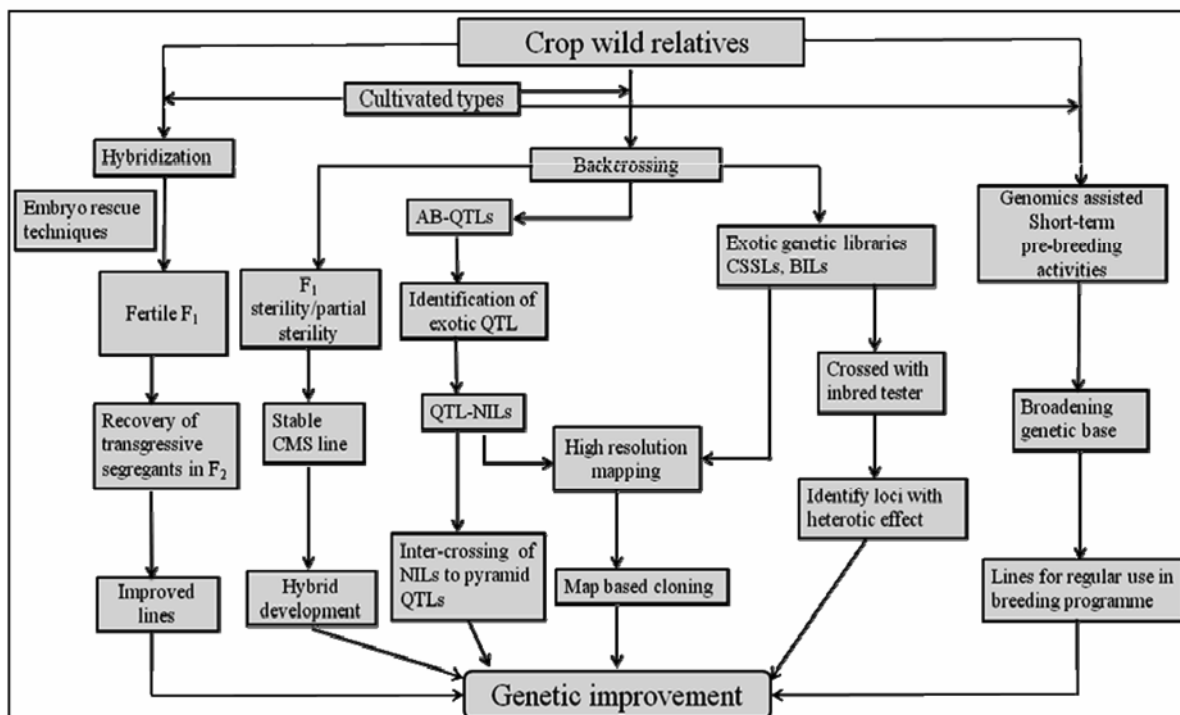 Crop wild relatives
Cultivated types
Hybridization
Backcrossing
Embryo rescue
techniques
AB-QTLs
Genomics assisted
Short-term
pre-breeding
activities
Exotic genetic libraries
CSSLs, BILs
Fertile F1
F1
sterility/partial
sterility
Identification of
exotic QTL
Crossed with
inbred tester
Recovery of
transgressive
segregants in F2
Stable
CMS line
QTL-NILs
High resolution
mapping
Broadening
genetic base
Identify loci with
heterotic effect
Improved
lines
Hybrid
development
Inter-crossing of
NILs to pyramid
QTLs
Map based cloning
Lines for regular use in
breeding programme
Genetic improvement